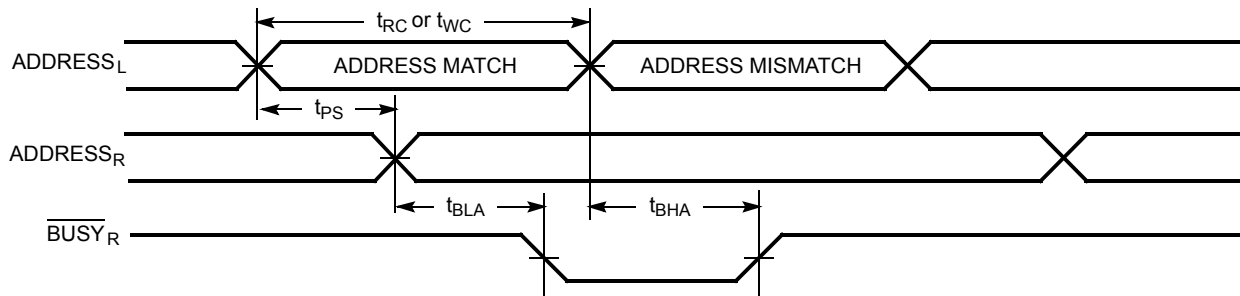 tRC or tWC
ADDRESSL
ADDRESS MATCH
ADDRESS MISMATCH
tPS
ADDRESSR
tBLA
tBHA
BUSYR